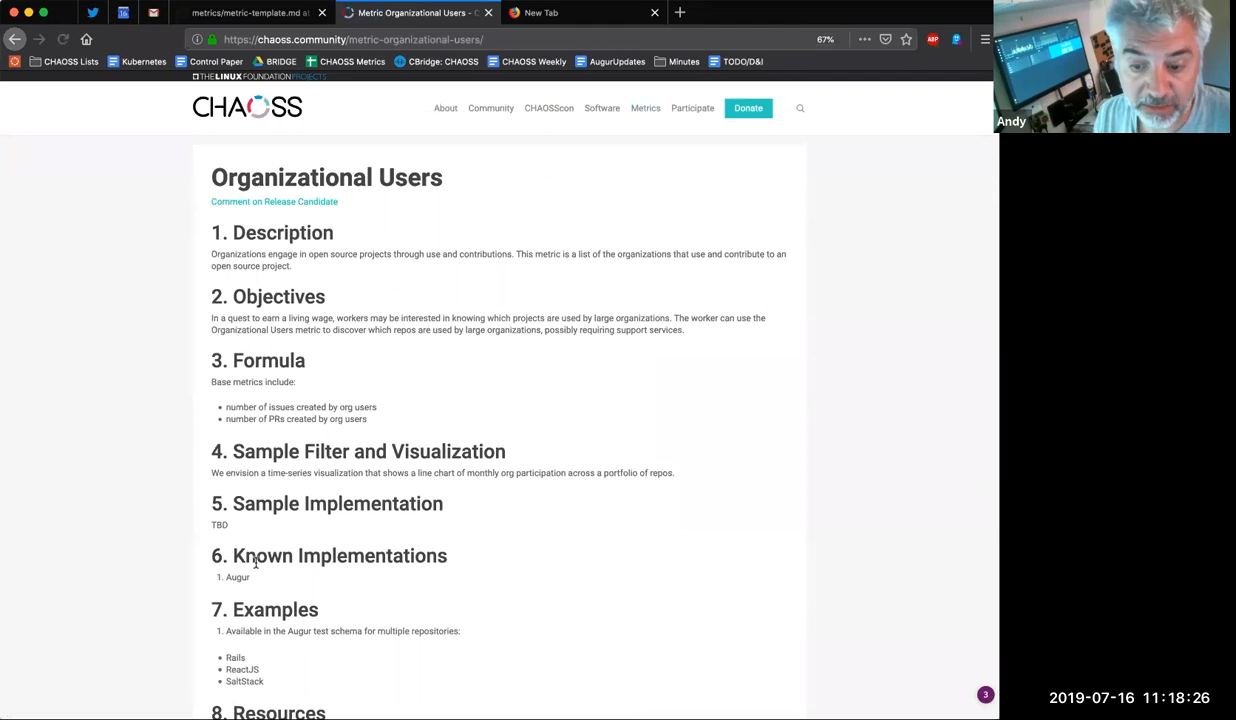 metrics/metric-template.md at
Metric Organizational Users - C
New Tab
16
https://chaoss.community/metric-organizational-users/
67%
ABP
CHAOSS Lists
Kubernetes
Control Paper
BRIDGE
CHAOSS Metrics
CBridge: CHAOSS
CHAOSS Weekly
AugurUpdates
Minutes
TODO/D&I
THE LINUX FOUNDATION PROJECTS
CHAOSS
About
Community
CHAOSScon
Software
Metrics
Participate
Donate
Andy
Organizational Users
Comment on Release Candidate
1. Description
Organizations engage in open source projects through use and contributions. This metric is a list of the organizations that use and contribute to an
open source project.
2. Objectives
In a quest to earn a living wage, workers may be interested in knowing which projects are used by large organizations. The worker can use the
Organizational Users metric to discover which repos are used by large organizations, possibly requiring support services.
3. Formula
Base metrics include:
number of issues created by org users
number of PRs created by org users
4. Sample Filter and Visualization
We envision a time-series visualization that shows a line chart of monthly org participation across a portfolio of repos.
5. Sample Implementation
TBD
6. Known Implementations
1. Augur
7. Examples
1. Available in the Augur test schema for multiple repositories:
Rails
ReactJS
SaltStack
8. Resources
3
2019-07-16 11:18:26